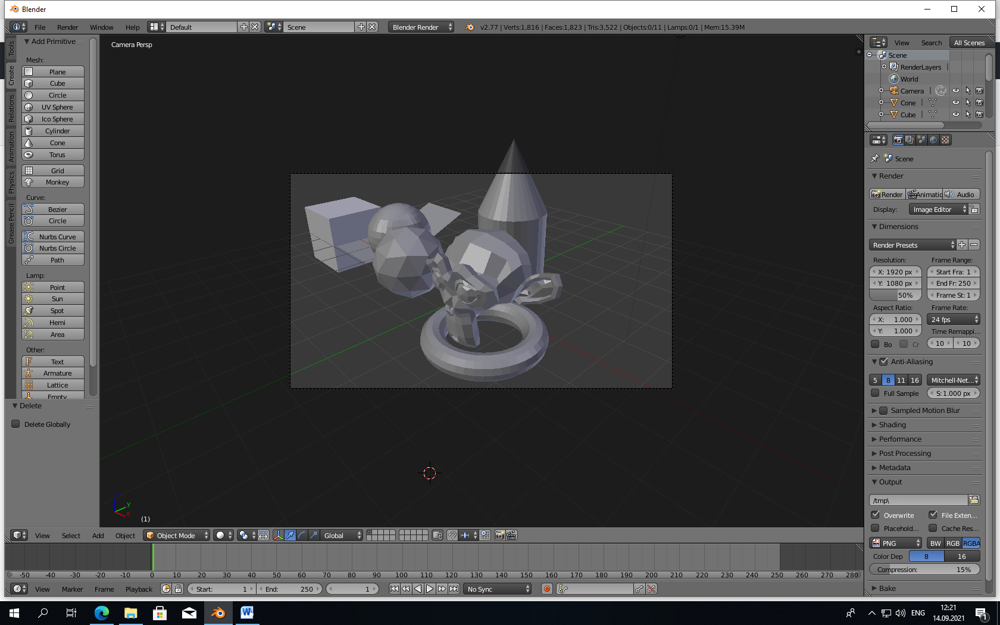 Blender
File Render Window Help Default Scene Blender Render v2.77 | Verts:1,816 | Faces:1,823 | Tris:3,522 | Objects:0/11 | Lamps:0/1 | Mem:15.39M
Tools
Create
Relations
Animation
Physics
Grease Pencil
Add Primitive
Mesh:
Plane
Cube
Circle
UV Sphere
Ico Sphere
Cylinder
Cone
Torus
Grid
Monkey
Curve:
Bezier
Circle
Nurbs Curve
Nurbs Circle
Path
Lamp:
Point
Sun
Spot
Hemi
Area
Other:
Text
Armature
Lattice
Empty
Delete
Delete Globally
Camera Persp
y
x
(1)
View Select Add Object Object Mode Global
-50 -40 -30 -20 -10 0 10 20 30 40 50 60 70 80 90 100 110 120 130 140 150 160 170 180 190 200 210 220 230 240 250 260 270 280
View Marker Frame Playback Start: 1 End: 250 1 No Sync
View Search All Scenes
Scene
RenderLayers
World
Camera
Cone
Cube
Scene
Render
Render Animatic Audio
Display: Image Editor
Dimensions
Render Presets
Resolution: Frame Range:
X: 1920 px Start Fra: 1
Y: 1080 px End Fr: 250
50% Frame St: 1
Aspect Ratio: Frame Rate:
X: 1.000 24 fps
Y: 1.000 Time Remappi...
Bo Cr 10 10
Anti-Aliasing
5 8 11 16 Mitchell-Net...
Full Sample S: 1.000 px
Sampled Motion Blur
Shading
Performance
Post Processing
Metadata
Output
/tmp\
Overwrite File Exten...
Placehold... Cache Res...
PNG BW RGB RGBA
Color Dep 8 16
Compression: 15%
Bake
ENG 12:21
14.09.2021
1